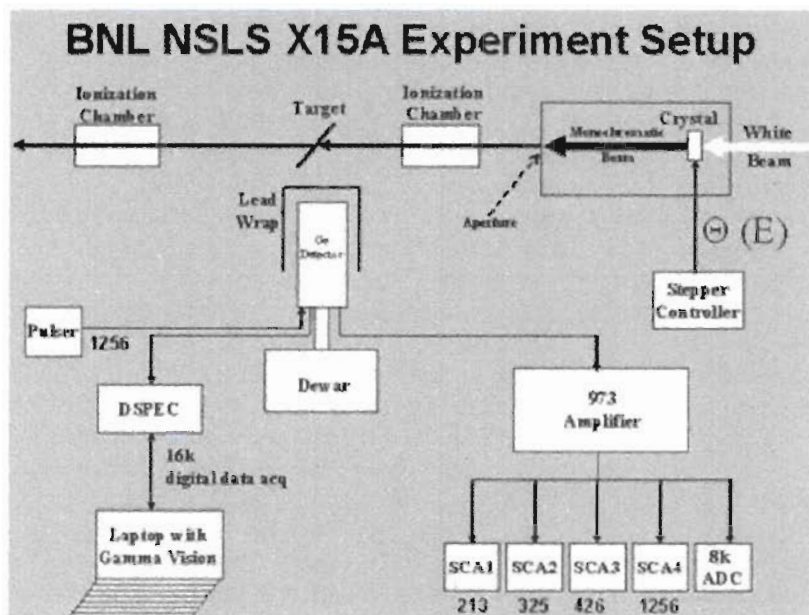 BNL NSLS X15A Experiment Setup
Ionization
Chamber
Target
Ionization
Chamber
Crystal
Monochromatic
Beam
White
Beam
Lead
Wrap
Ge
Detector
Aperture
Θ (E)
Stepper
Controller
Pulser
1256
Dewar
DSPEC
973
Amplifier
16k
digital data acq
Laptop with
Gamma Vision
SCA1
SCA2
SCA3
SCA4
8k
ADC
213
325
426
1256